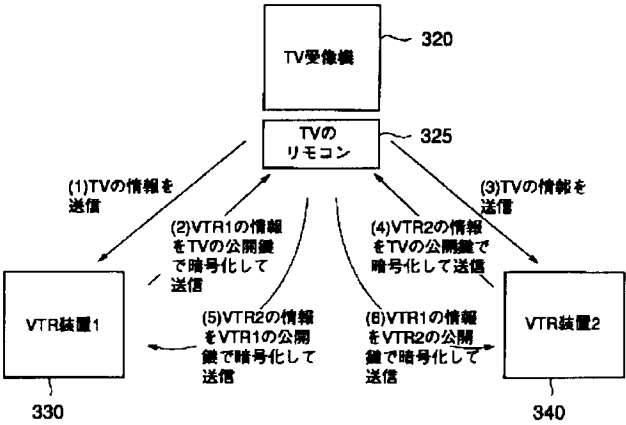 TV受像機
320
TVの
リモコン
325
(1)TVの情報を
送信
(3)TVの情報を
送信
(2)VTR1の情報
をTVの公開鍵
で暗号化して
送信
(4)VTR2の情報
をTVの公開鍵で
暗号化して送信
VTR装置1
(5)VTR2の情報
をVTR1の公開
鍵で暗号化して
送信
(6)VTR1の情報
をVTR2の公開
鍵で暗号化して
送信
VTR装置2
330
340